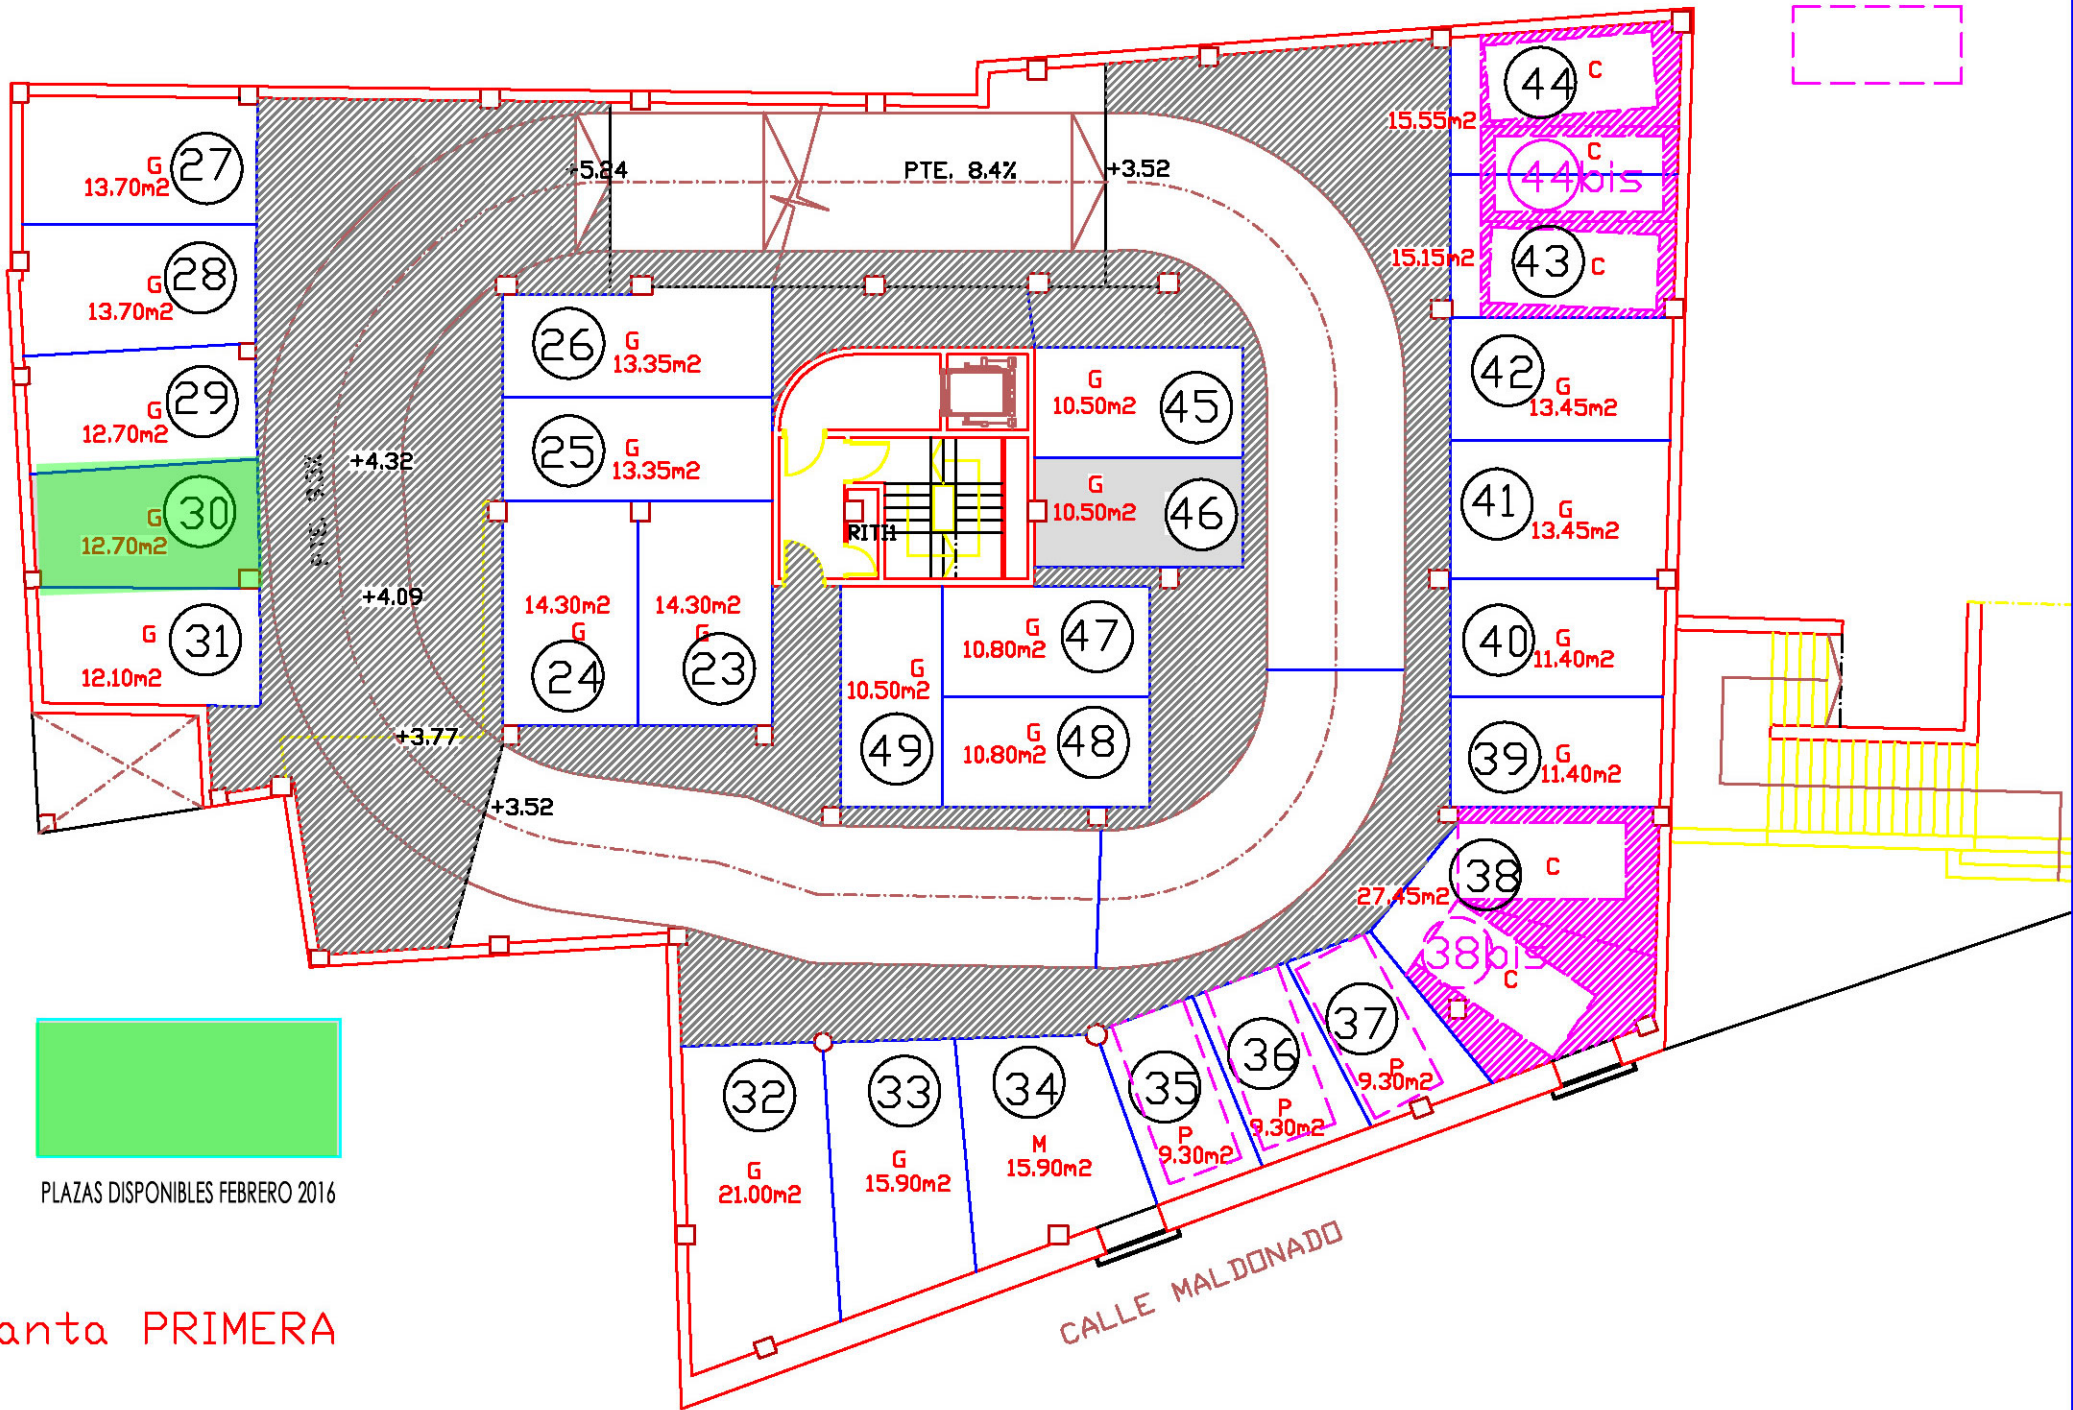 44
C
15.55m2
C
44bis
15.15m2
43
C
27
G
13.70m2
+5.24
PTE. 8.4%
+3.52
28
G
13.70m2
26
G
13.35m2
29
G
12.70m2
25
G
13.35m2
G
10.50m2
45
42
G
13.45m2
+4.32
30
G
12.70m2
G
10.50m2
46
RITI1
41
G
13.45m2
+4.09
31
G
12.10m2
14.30m2
G
24
14.30m2
G
23
G
10.80m2
47
G
10.50m2
49
G
10.80m2
48
40
G
11.40m2
39
G
11.40m2
+3.77
+3.52
38
C
27.45m2
38bis
C
32
G
21.00m2
33
G
15.90m2
34
M
15.90m2
35
P
9.30m2
36
P
9.30m2
37
P
9.30m2
PLAZAS DISPONIBLES FEBRERO 2016
anta PRIMERA
CALLE MALDONADO